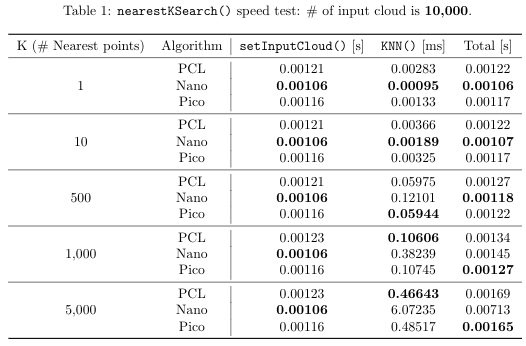 Table 1: nearestKSearch() speed test: # of input cloud is 10,000.
K (# Nearest points) Algorithm setInputCloud() [s] KNN() [ms] Total [s]
PCL 0.00121 0.00283 0.00122
1 Nano 0.00106 0.00095 0.00106
Pico 0.00116 0.00133 0.00117
PCL 0.00121 0.00366 0.00122
10 Nano 0.00106 0.00189 0.00107
Pico 0.00116 0.00325 0.00117
PCL 0.00121 0.05975 0.00127
500 Nano 0.00106 0.12101 0.00118
Pico 0.00116 0.05944 0.00122
PCL 0.00123 0.10606 0.00134
1,000 Nano 0.00106 0.38239 0.00145
Pico 0.00116 0.10745 0.00127
PCL 0.00123 0.46643 0.00169
5,000 Nano 0.00106 6.07235 0.00713
Pico 0.00116 0.48517 0.00165